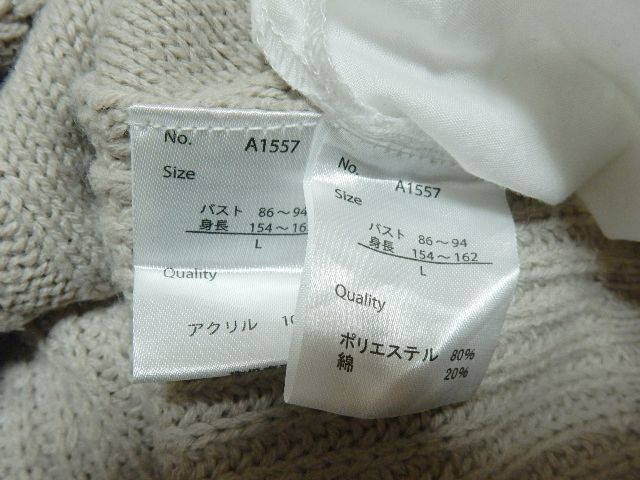 No. A1557
Size
バスト 86～94
身長 154～16
L
Quality
アクリル 10
No. A1557
Size
バスト 86～94
身長 154～162
L
Quality
ポリエステル 80%
綿 20%